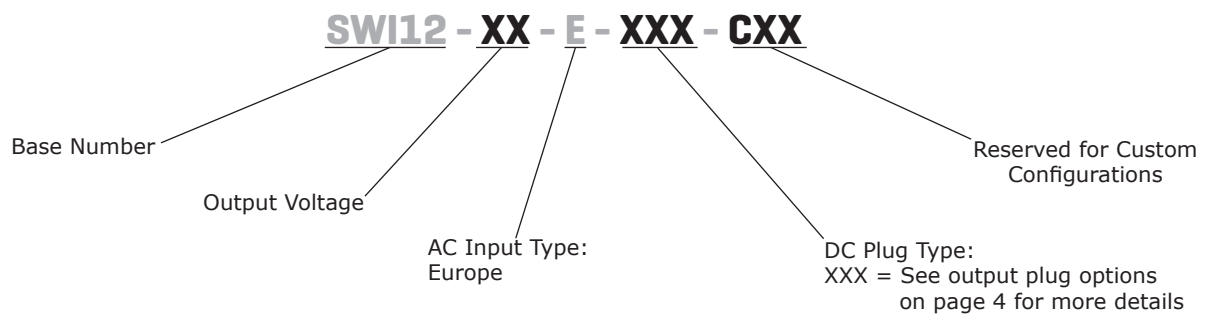 SWI12 - XX - E - XXX - CXX
Base Number
Output Voltage
AC Input Type:
Europe
DC Plug Type:
XXX = See output plug options
on page 4 for more details
Reserved for Custom
Configurations